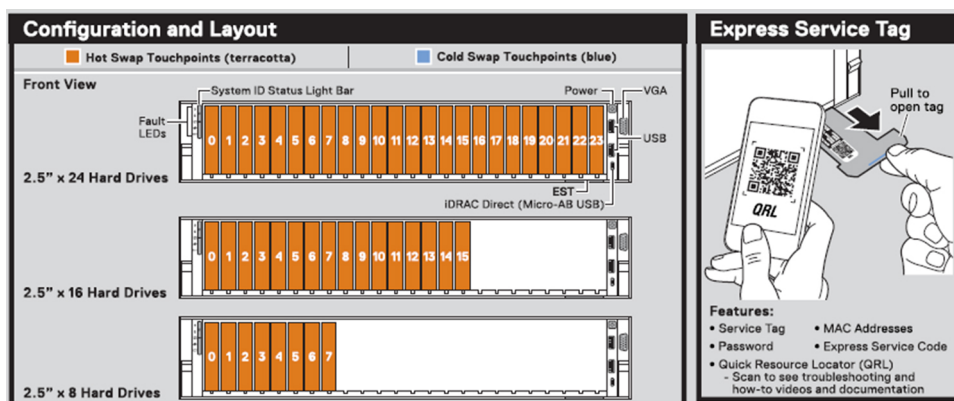 Configuration and Layout
Hot Swap Touchpoints (terracotta)
Cold Swap Touchpoints (blue)
Front View
System ID Status Light Bar
Power
VGA
Fault
LEDs
0 1 2 3 4 5 6 7 8 9 10 11 12 13 14 15 16 17 18 19 20 21 22 23
USB
2.5" x 24 Hard Drives
EST
iDRAC Direct (Micro-AB USB)
0 1 2 3 4 5 6 7 8 9 10 11 12 13 14 15
2.5" x 16 Hard Drives
0 1 2 3 4 5 6 7
2.5" x 8 Hard Drives
Express Service Tag
Pull to
open tag
QRL
Features:
• Service Tag
• MAC Addresses
• Password
• Express Service Code
• Quick Resource Locator (QRL)
- Scan to see troubleshooting and
how-to videos and documentation